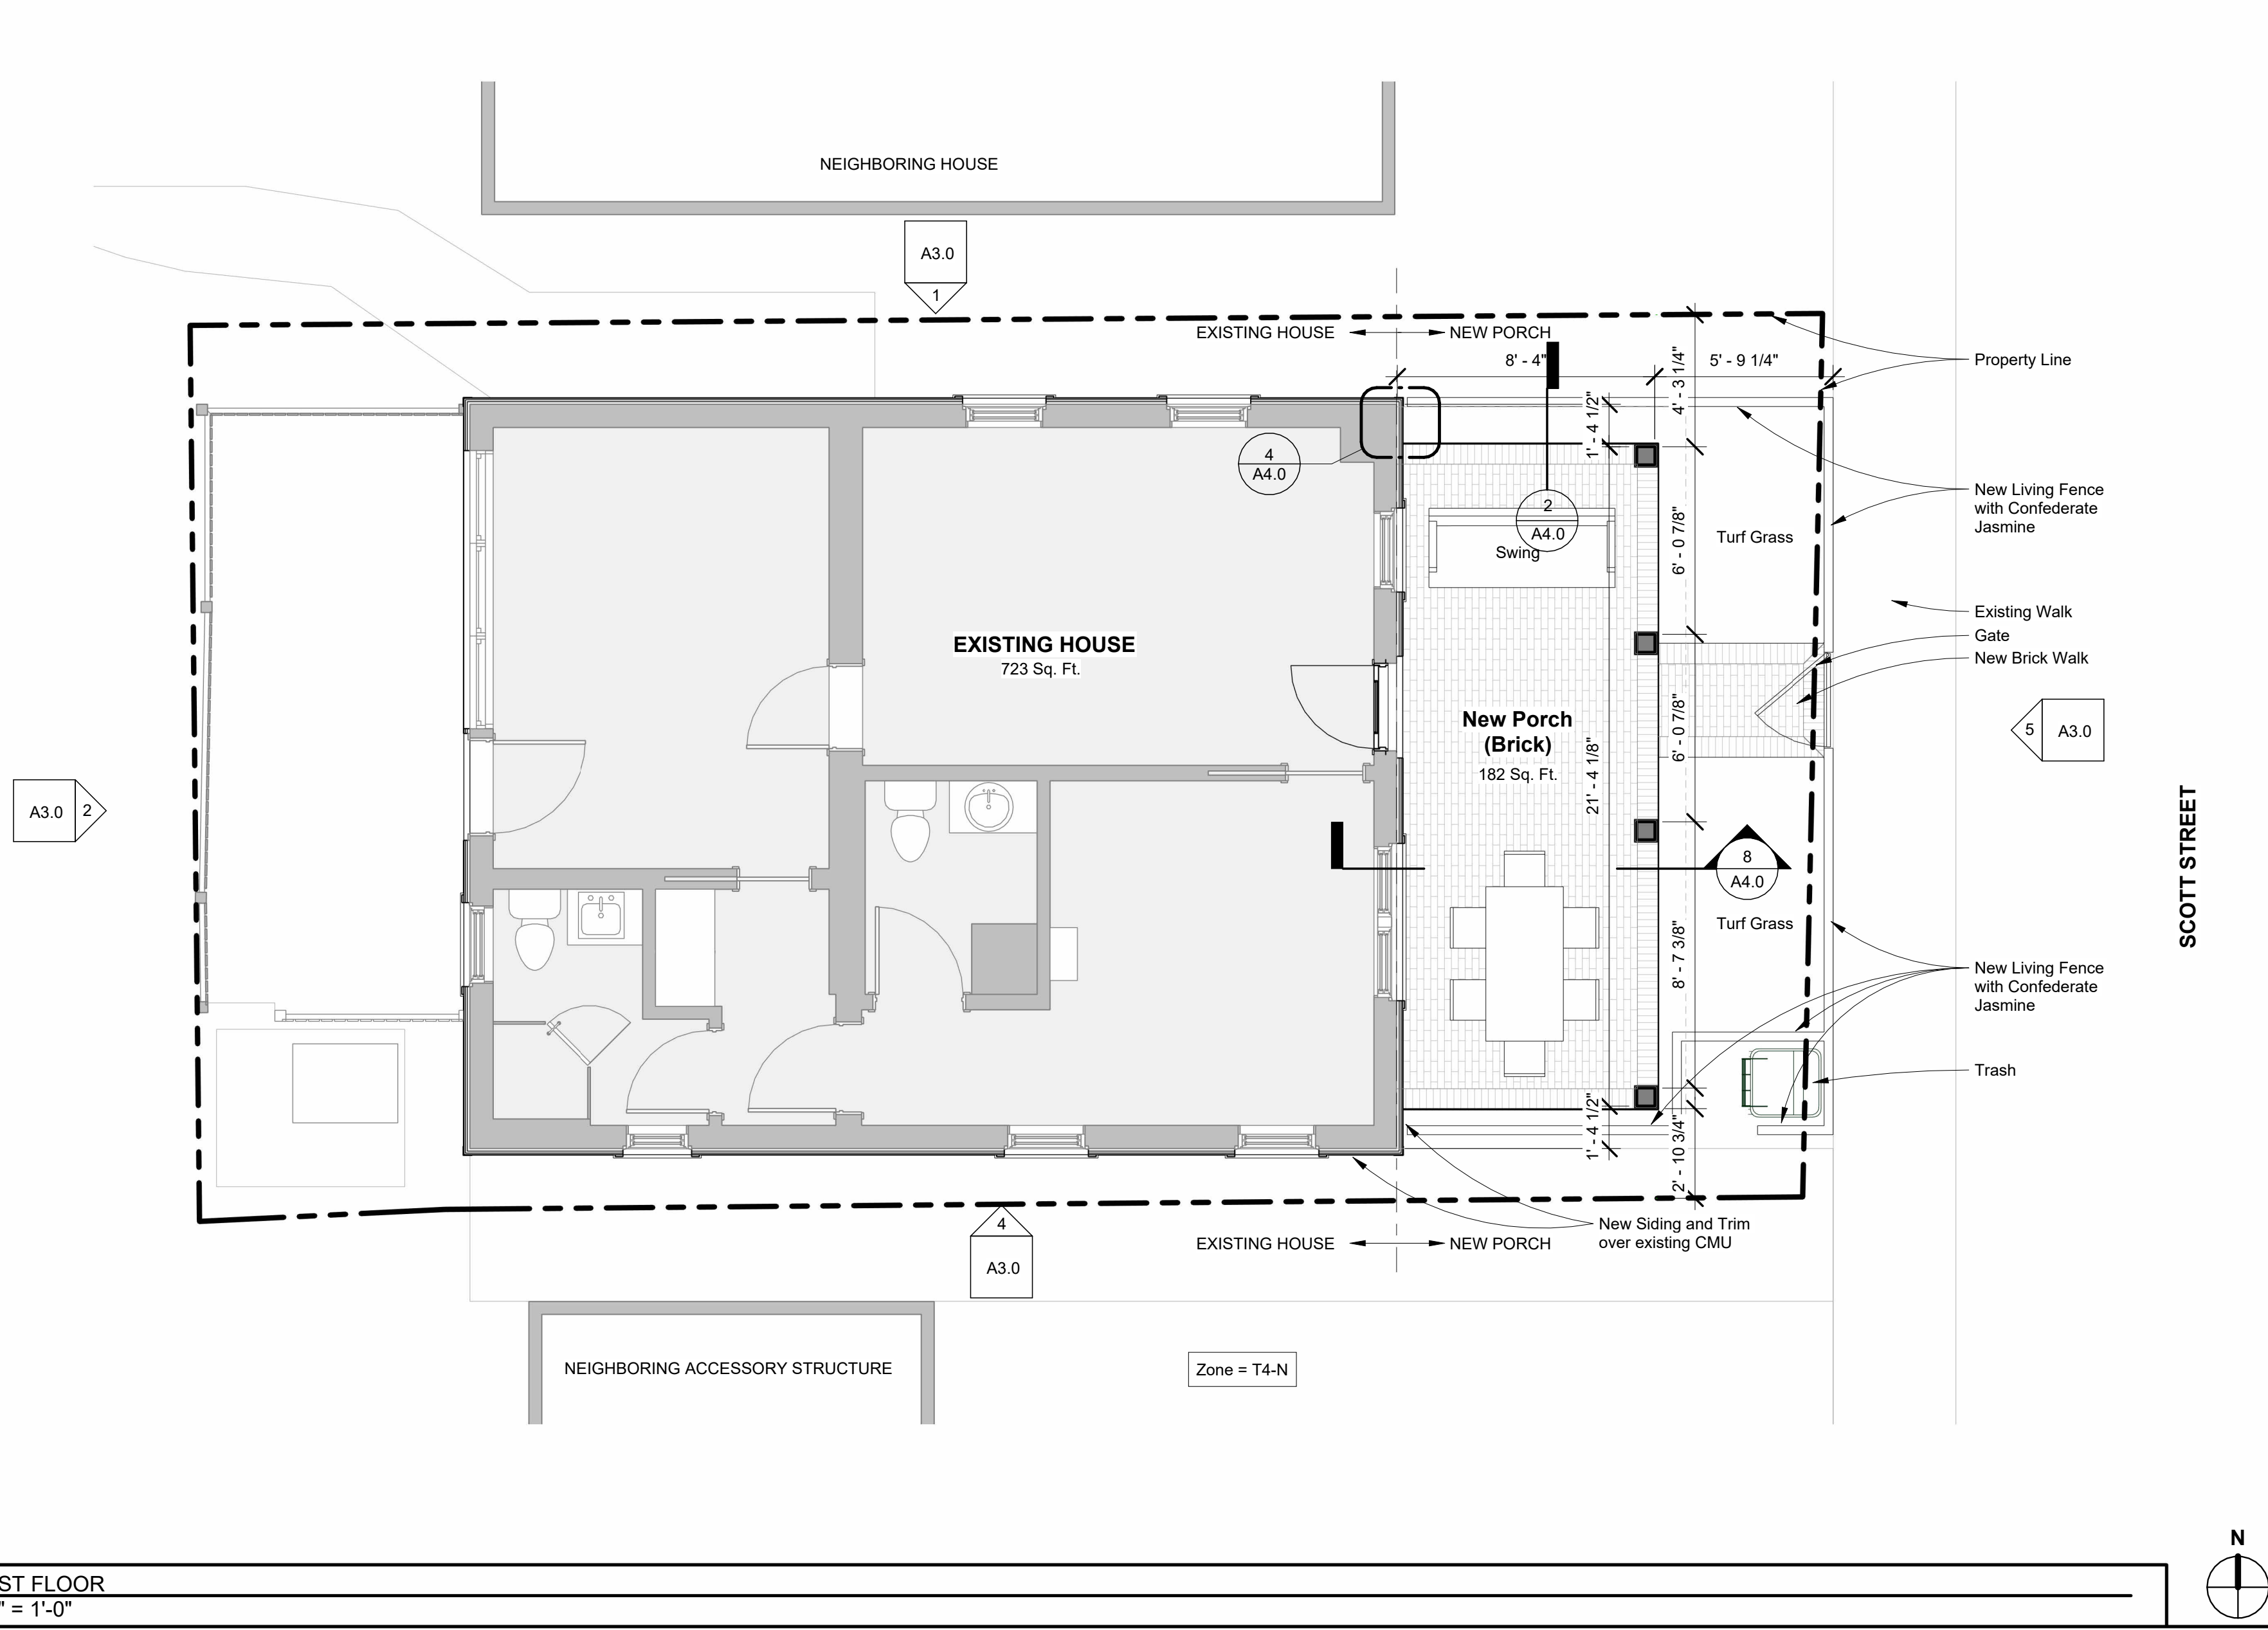 NEIGHBORING HOUSE
A3.0
1
EXISTING HOUSE
NEW PORCH
8' - 4"
5' - 9 1/4"
4' - 3 1/4"
1' - 4 1/2"
Property Line
4
A4.0
2
A4.0
Swing
New Living Fence
with Confederate
Jasmine
Turf Grass
6' - 0 7/8"
Existing Walk
Gate
New Brick Walk
EXISTING HOUSE
723 Sq. Ft.
New Porch
(Brick)
182 Sq. Ft.
21' - 4 1/8"
6' - 0 7/8"
5
A3.0
A3.0
2
SCOTT STREET
8
A4.0
Turf Grass
8' - 7 3/8"
New Living Fence
with Confederate
Jasmine
Trash
1' - 4 1/2"
2' - 10 3/4"
New Siding and Trim
over existing CMU
4
A3.0
EXISTING HOUSE
NEW PORCH
NEIGHBORING ACCESSORY STRUCTURE
Zone = T4-N
N
ST FLOOR
" = 1'-0"